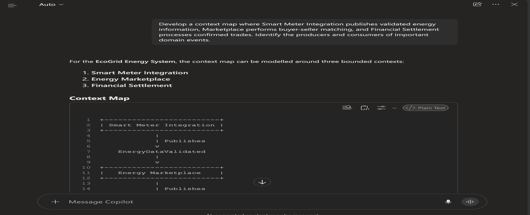 Auto
Develop a context map where Smart Meter Integration publishes validated energy
information, Marketplace performs buyer-seller matching, and Financial Settlement
processes confirmed trades. Identify the producers and consumers of important
domain events.
For the EcoGrid Energy System, the context map can be modelled around three bounded contexts:
1. Smart Meter Integration
2. Energy Marketplace
3. Financial Settlement
Context Map
</> Plain Text
1 +------------------------+
2 | Smart Meter Integration |
3 +------------------------+
4 |
5 | Publishes
6 v
7 EnergyDataValidated
8 |
9 v
10 +------------------------+
11 | Energy Marketplace |
12 +------------------------+
13 |
14 | Publishes
+ Message Copilot